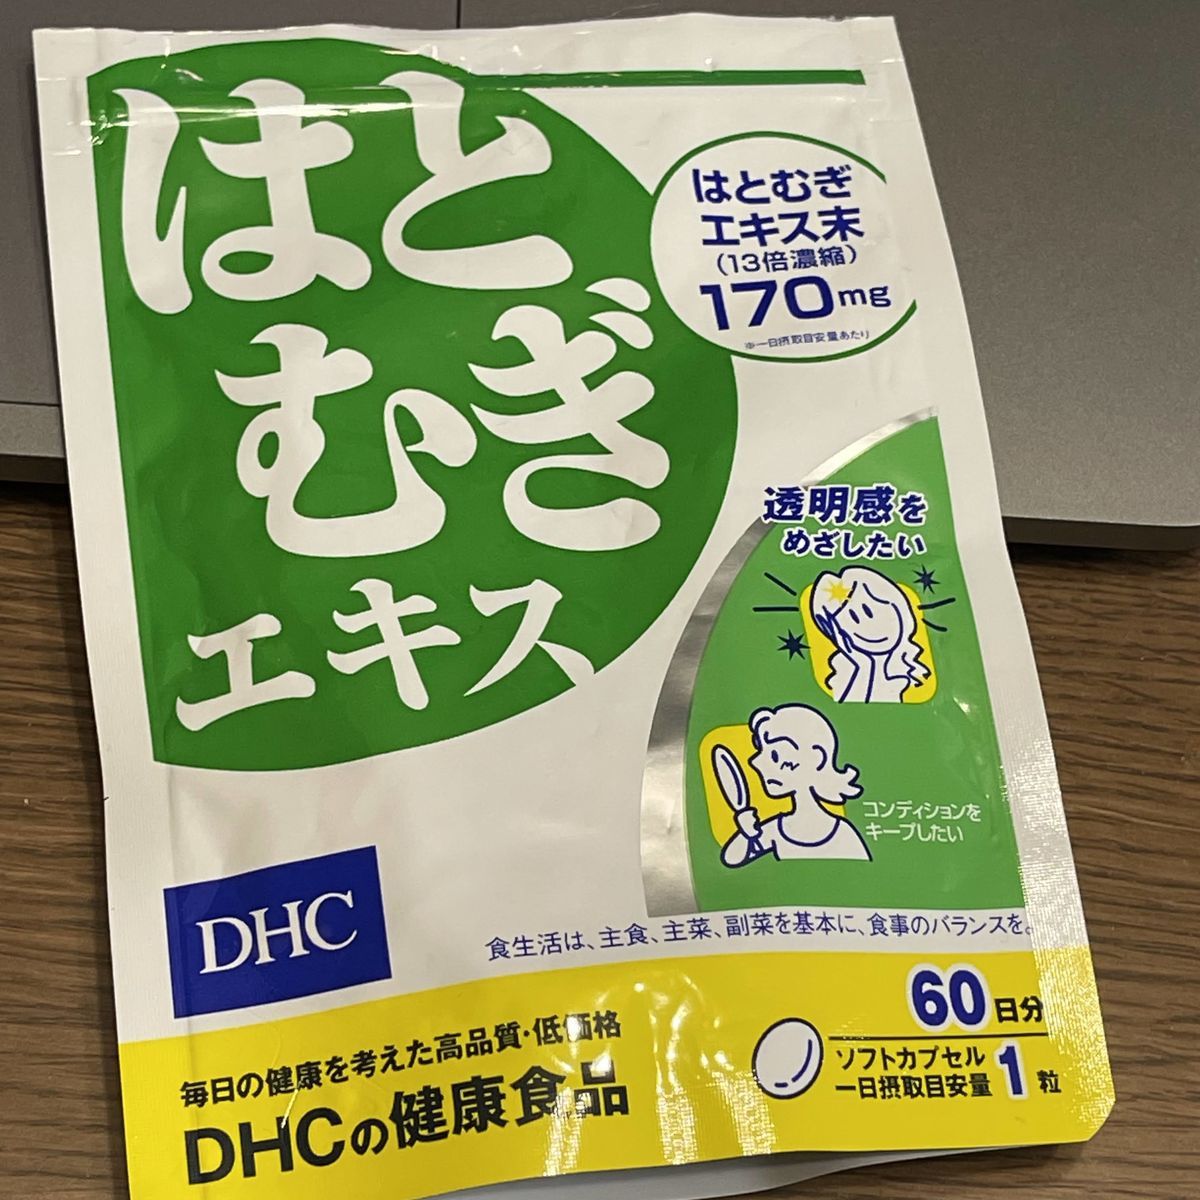 はと
むぎ
エキス
はとむぎ
エキス末
（13倍濃縮）
170mg
※一日摂取目安量あたり
透明感を
めざしたい
コンディションを
キープしたい
DHC
食生活は、主食、主菜、副菜を基本に、食事のバランスを。
毎日の健康を考えた高品質・低価格
DHCの健康食品
60日分
ソフトカプセル
一日摂取目安量 1粒